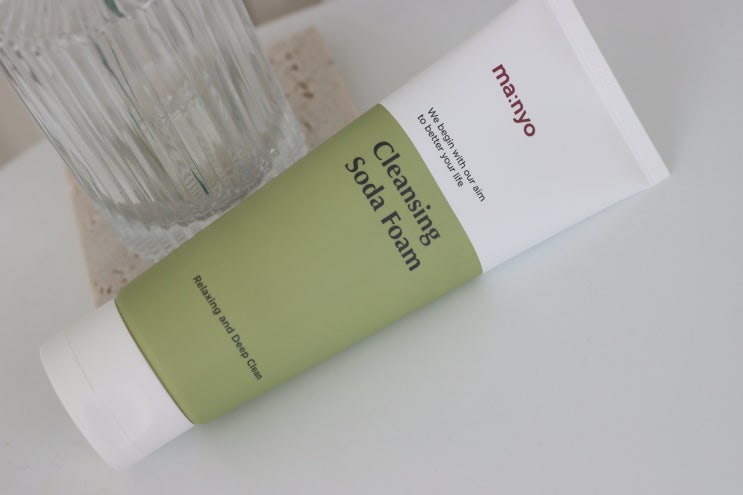 ma:nyo
We begin with our aim
to better your life
Cleansing
Soda Foam
Relaxing and Deep Clean